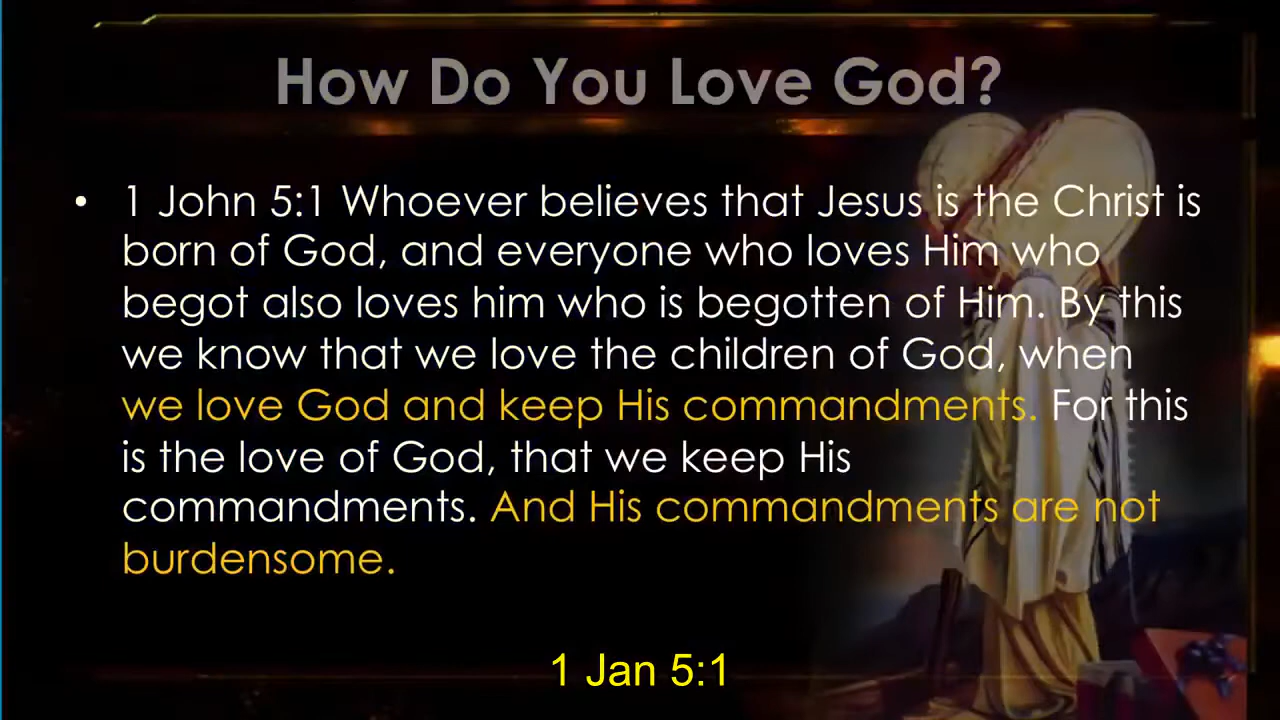 How Do You Love God?
• 1 John 5:1 Whoever believes that Jesus is the Christ is
born of God, and everyone who loves Him who
begot also loves him who is begotten of Him. By this
we know that we love the children of God, when
we love God and keep His commandments. For this
is the love of God, that we keep His
commandments. And His commandments are not
burdensome.
1 Jan 5:1